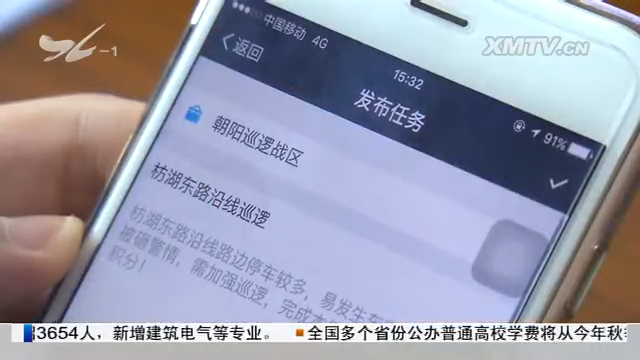 -1
XMTV.CN
中国移动 4G
15:32
91%
返回
发布任务
朝阳巡逻战区
枋湖东路沿线巡逻
枋湖东路沿线路边停车较多，易发生车
被砸警情，需加强巡逻，完成本
积分！
3654人，新增建筑电气等专业。 全国多个省份公办普通高校学费将从今年秋